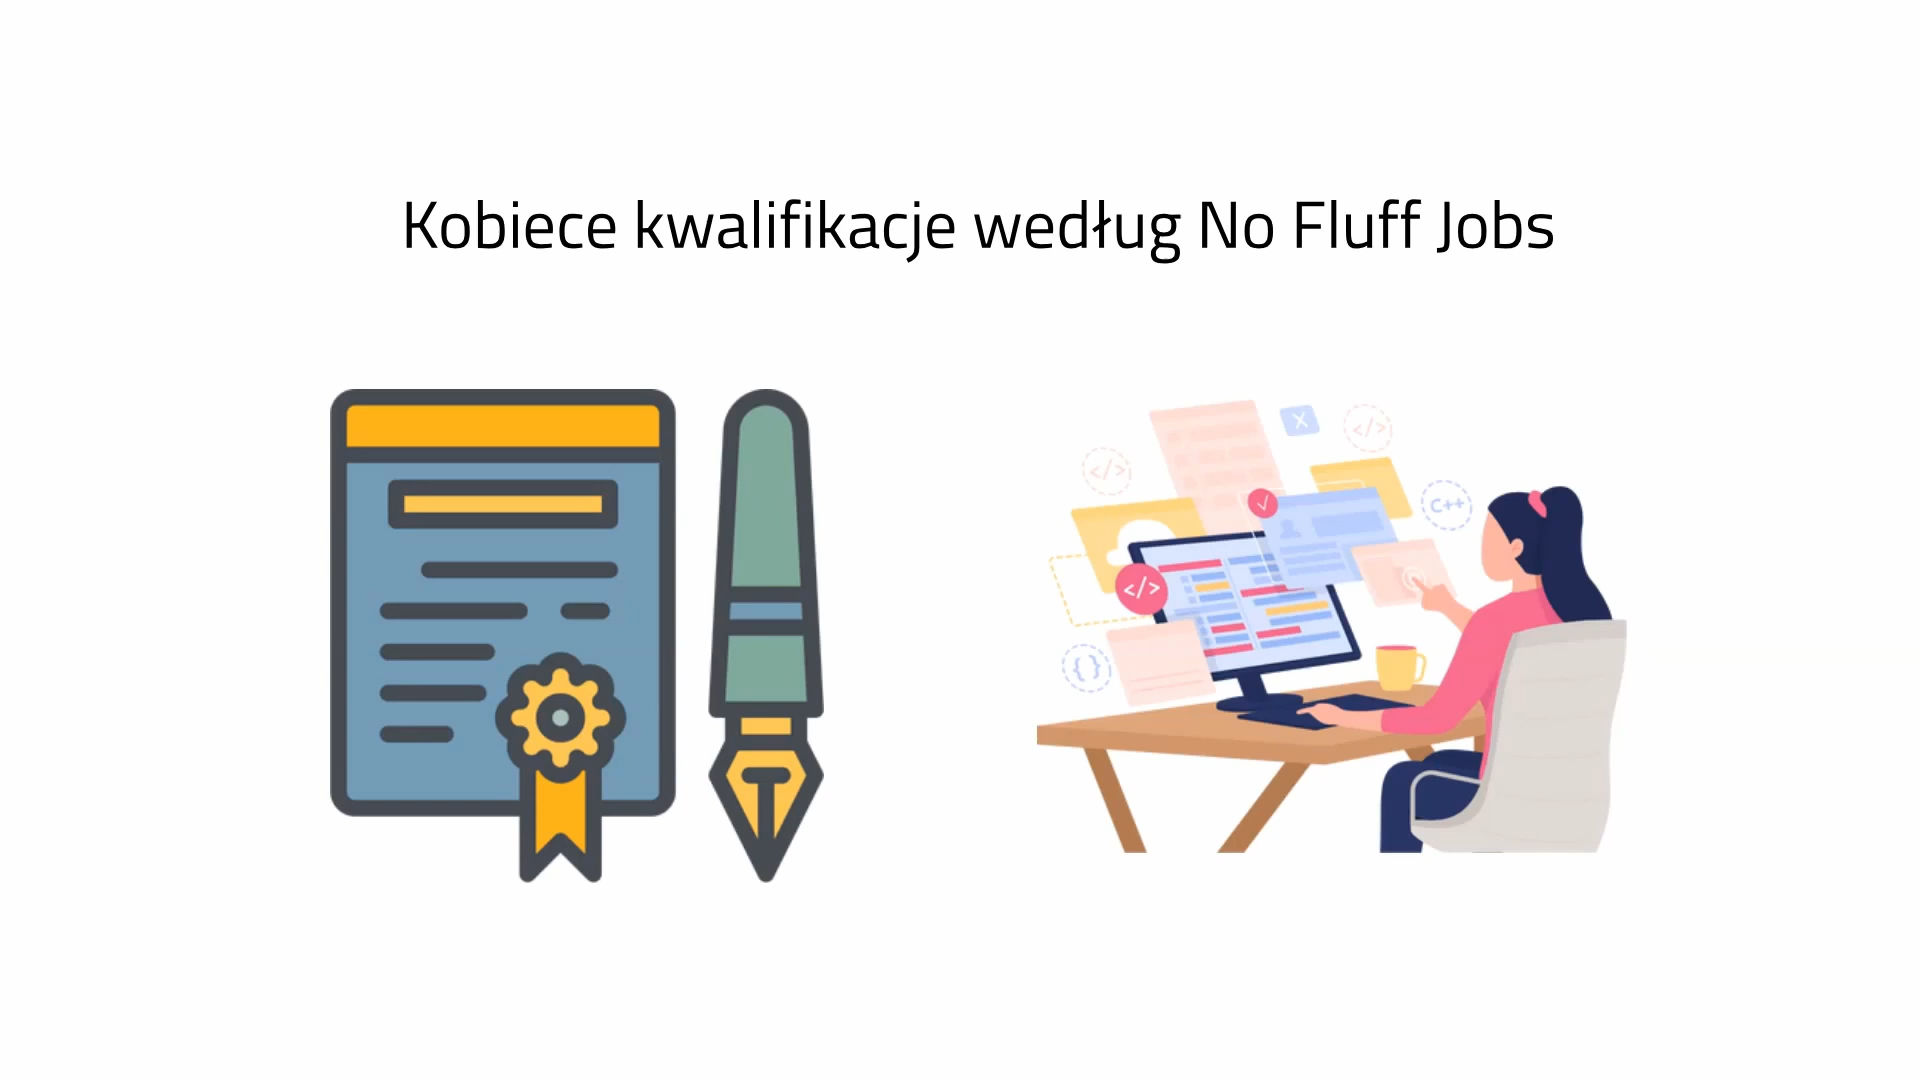 Kobiece kwalifikacje według No Fluff Jobs
X
</>
</>
C++
</>
{}